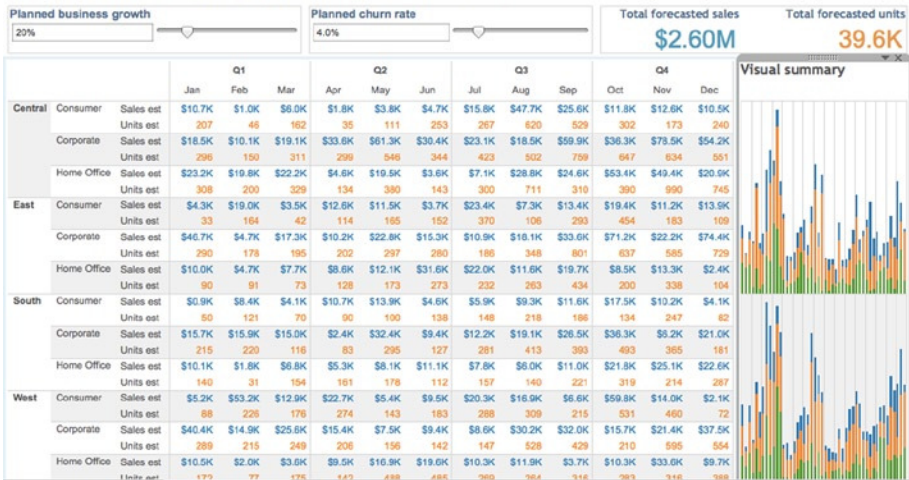 Planned business growth
20%
Planned churn rate
4.0%
Total forecasted sales
$2.60M
Total forecasted units
39.6K
Visual summary
Q1 Q2 Q3 Q4
Jan Feb Mar Apr May Jun Jul Aug Sep Oct Nov Dec
Central Consumer Sales est $10.7K $1.0K $6.0K $1.8K $3.8K $4.7K $15.8K $47.7K $25.6K $11.8K $12.6K $10.5K
Units est 207 46 162 35 111 253 267 620 529 302 173 240
Corporate Sales est $18.5K $10.1K $19.1K $33.6K $61.3K $30.4K $23.1K $18.5K $59.9K $36.3K $78.5K $54.2K
Units est 296 150 311 299 546 344 423 502 759 647 634 551
Home Office Sales est $23.2K $19.8K $22.2K $4.6K $19.5K $3.6K $7.1K $28.8K $24.6K $53.4K $49.4K $20.9K
Units est 308 200 329 134 380 143 300 711 310 390 990 745
East Consumer Sales est $4.3K $19.0K $3.5K $12.6K $11.5K $3.7K $23.4K $7.3K $13.4K $19.4K $11.2K $13.9K
Units est 33 164 42 114 165 152 370 106 293 454 183 109
Corporate Sales est $46.7K $4.7K $17.3K $10.2K $22.8K $15.3K $10.9K $18.1K $33.6K $71.2K $22.2K $74.4K
Units est 290 178 195 202 297 280 186 348 801 637 585 729
Home Office Sales est $10.0K $4.7K $7.7K $8.6K $12.1K $31.6K $22.0K $11.6K $19.7K $8.5K $13.3K $2.4K
Units est 90 91 73 128 173 273 232 263 434 200 338 104
South Consumer Sales est $0.9K $8.4K $4.1K $10.7K $13.9K $4.6K $5.9K $9.3K $11.6K $17.5K $10.2K $4.1K
Units est 50 121 70 90 100 138 148 218 186 134 247 82
Corporate Sales est $15.7K $15.9K $15.0K $2.4K $32.4K $9.4K $12.2K $19.1K $26.5K $36.3K $6.2K $21.0K
Units est 215 220 116 83 295 127 281 413 393 493 365 181
Home Office Sales est $10.1K $1.8K $6.8K $5.3K $8.1K $11.1K $7.8K $6.0K $11.0K $21.8K $25.1K $22.6K
Units est 140 31 154 161 178 112 157 140 221 319 214 287
West Consumer Sales est $5.2K $53.2K $12.9K $22.7K $5.4K $9.5K $20.3K $16.9K $6.6K $59.8K $14.0K $2.1K
Units est 88 226 176 274 143 183 288 309 215 531 460 72
Corporate Sales est $40.4K $14.9K $25.6K $15.4K $7.5K $9.4K $8.6K $30.2K $32.0K $15.7K $21.4K $37.5K
Units est 289 215 249 206 156 142 147 528 429 210 595 554
Home Office Sales est $10.5K $2.0K $3.6K $9.5K $16.9K $19.6K $10.3K $11.9K $3.7K $10.3K $33.6K $9.7K
Units est